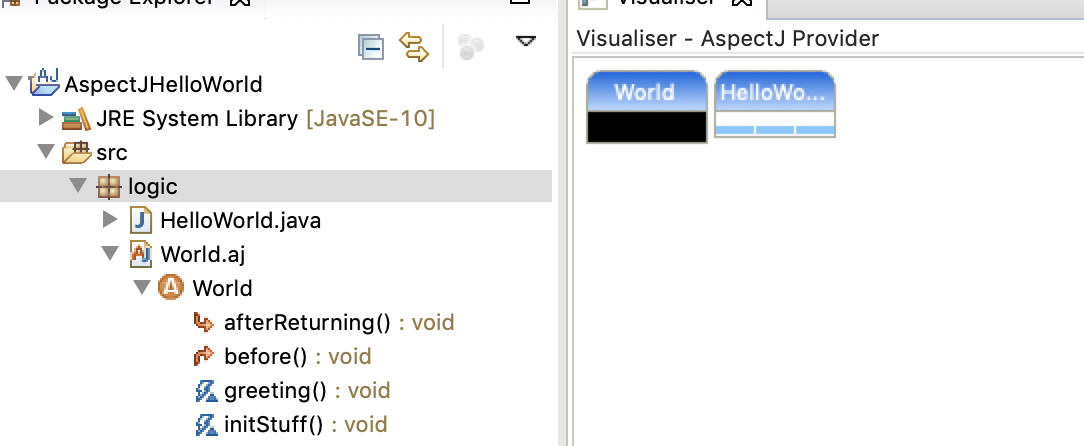 Package Explorer
Visualiser
Visualiser - AspectJ Provider
World
HelloWo...
AspectJHelloWorld
JRE System Library [JavaSE-10]
src
logic
HelloWorld.java
World.aj
World
afterReturning() : void
before() : void
greeting() : void
initStuff() : void